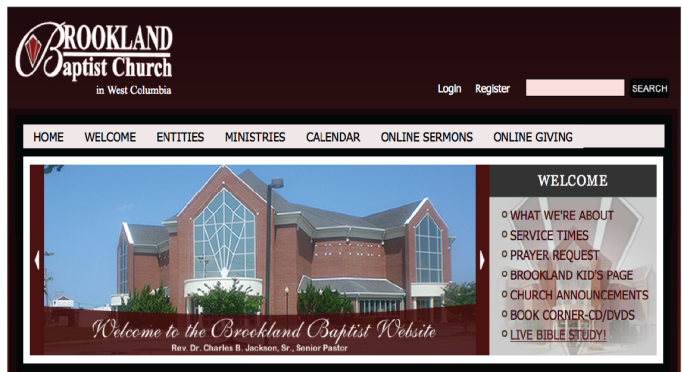 BROOKLAND
Baptist Church
in West Columbia
Login Register SEARCH
HOME WELCOME ENTITIES MINISTRIES CALENDAR ONLINE SERMONS ONLINE GIVING
WELCOME
WHAT WE'RE ABOUT
SERVICE TIMES
PRAYER REQUEST
BROOKLAND KID'S PAGE
CHURCH ANNOUNCEMENTS
BOOK CORNER-CD/DVDS
LIVE BIBLE STUDY!
Welcome to the Brookland Baptist Website
Rev. Dr. Charles B. Jackson, Sr., Senior Pastor